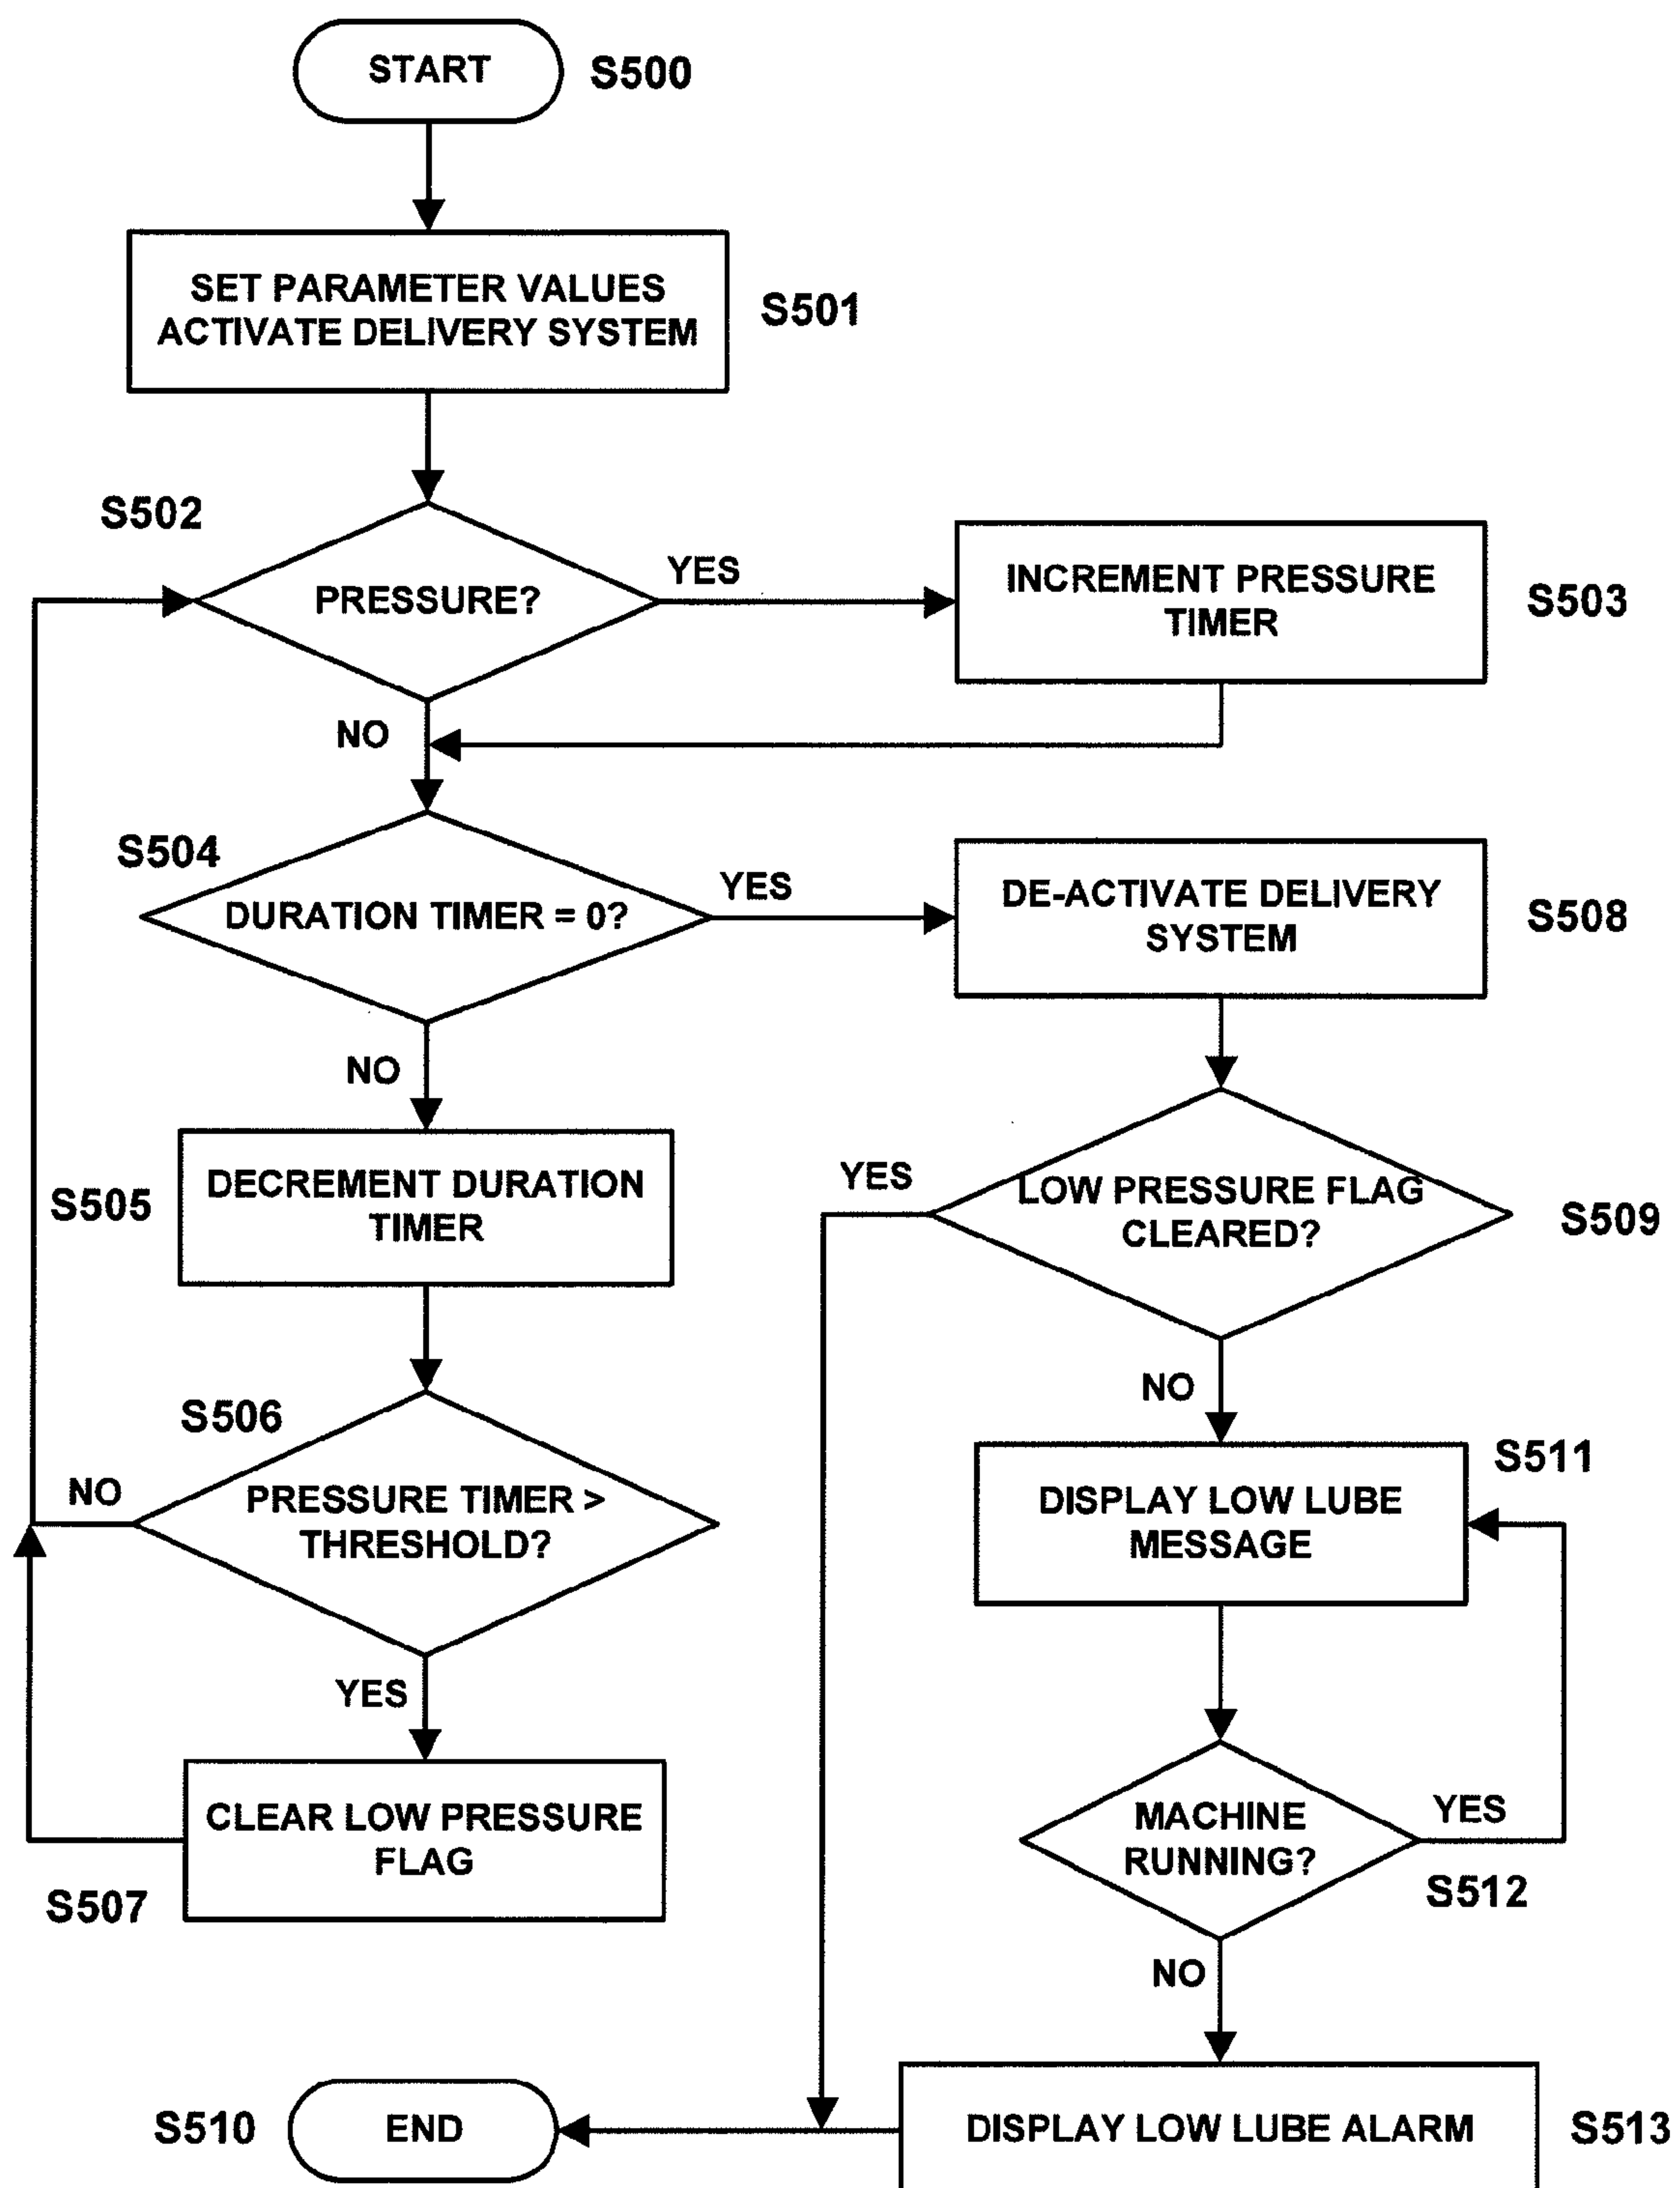 START
S500
SET PARAMETER VALUES
ACTIVATE DELIVERY SYSTEM
S501
S502
PRESSURE?
YES
INCREMENT PRESSURE
TIMER
S503
NO
S504
DURATION TIMER = 0?
YES
DE-ACTIVATE DELIVERY
SYSTEM
S508
NO
S505
DECREMENT DURATION
TIMER
YES
LOW PRESSURE FLAG
CLEARED?
S509
S506
NO
PRESSURE TIMER >
THRESHOLD?
NO
S511
DISPLAY LOW LUBE
MESSAGE
YES
CLEAR LOW PRESSURE
FLAG
S507
MACHINE
RUNNING?
YES
S512
NO
S510
END
DISPLAY LOW LUBE ALARM
S513